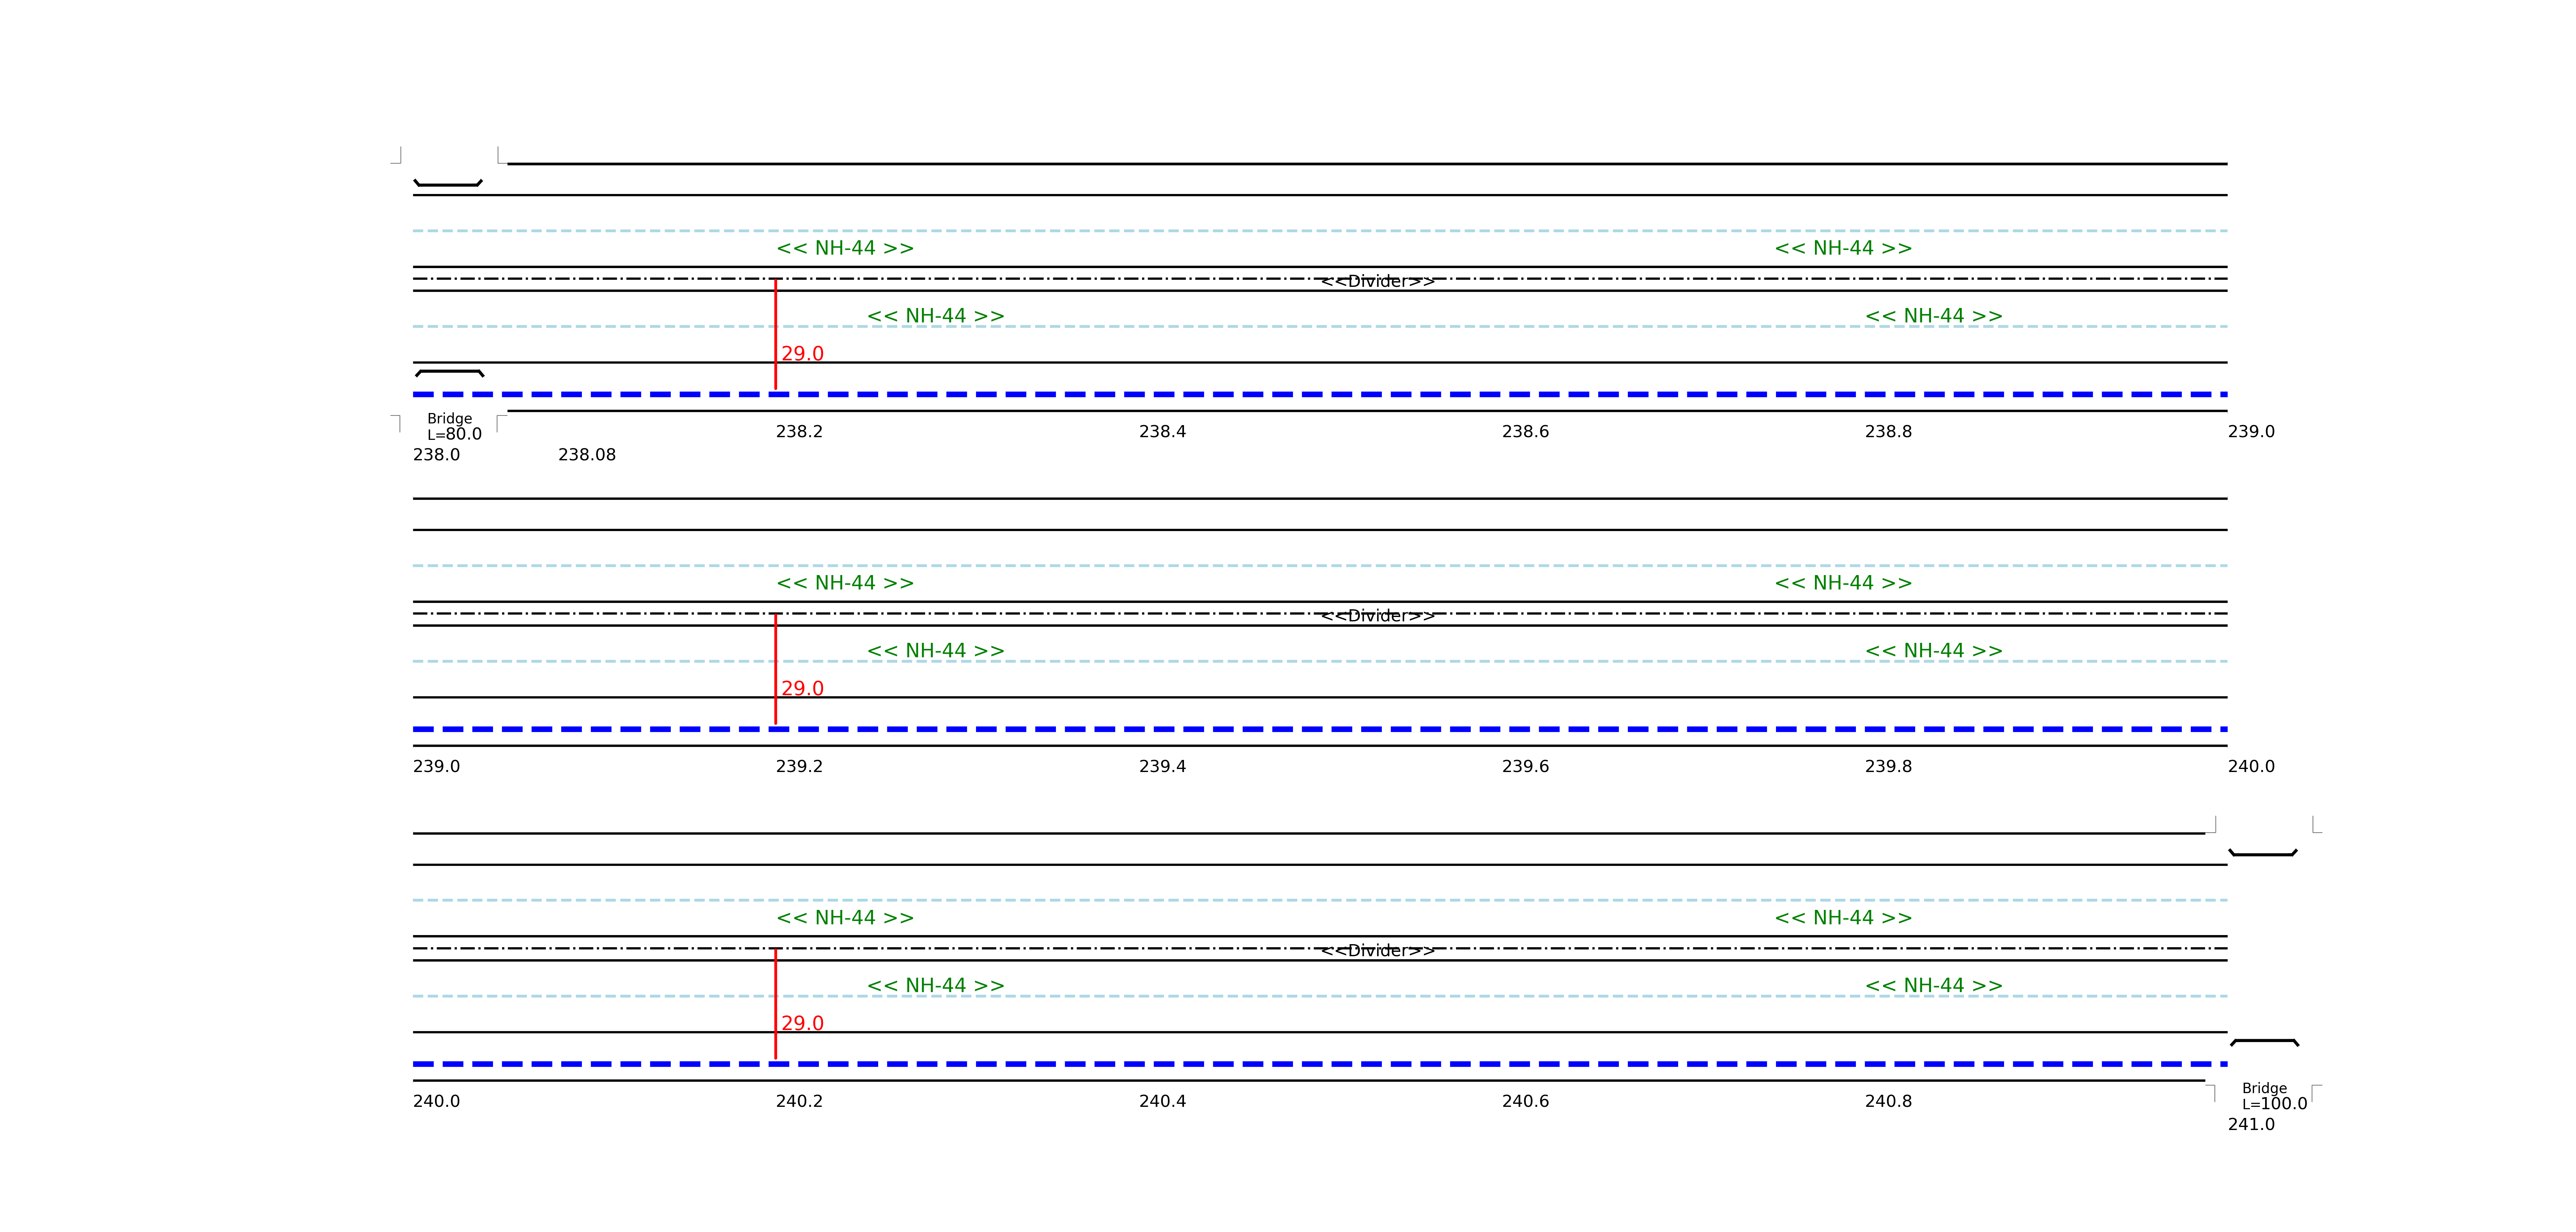 << NH-44 >> << NH-44 >>
<<Divider>>
<< NH-44 >> << NH-44 >>
29.0
Bridge
L=80.0
238.2 238.4 238.6 238.8 239.0
238.0 238.08
<< NH-44 >> << NH-44 >>
<<Divider>>
<< NH-44 >> << NH-44 >>
29.0
239.0 239.2 239.4 239.6 239.8 240.0
<< NH-44 >> << NH-44 >>
<<Divider>>
<< NH-44 >> << NH-44 >>
29.0
Bridge
L=100.0
240.0 240.2 240.4 240.6 240.8
241.0